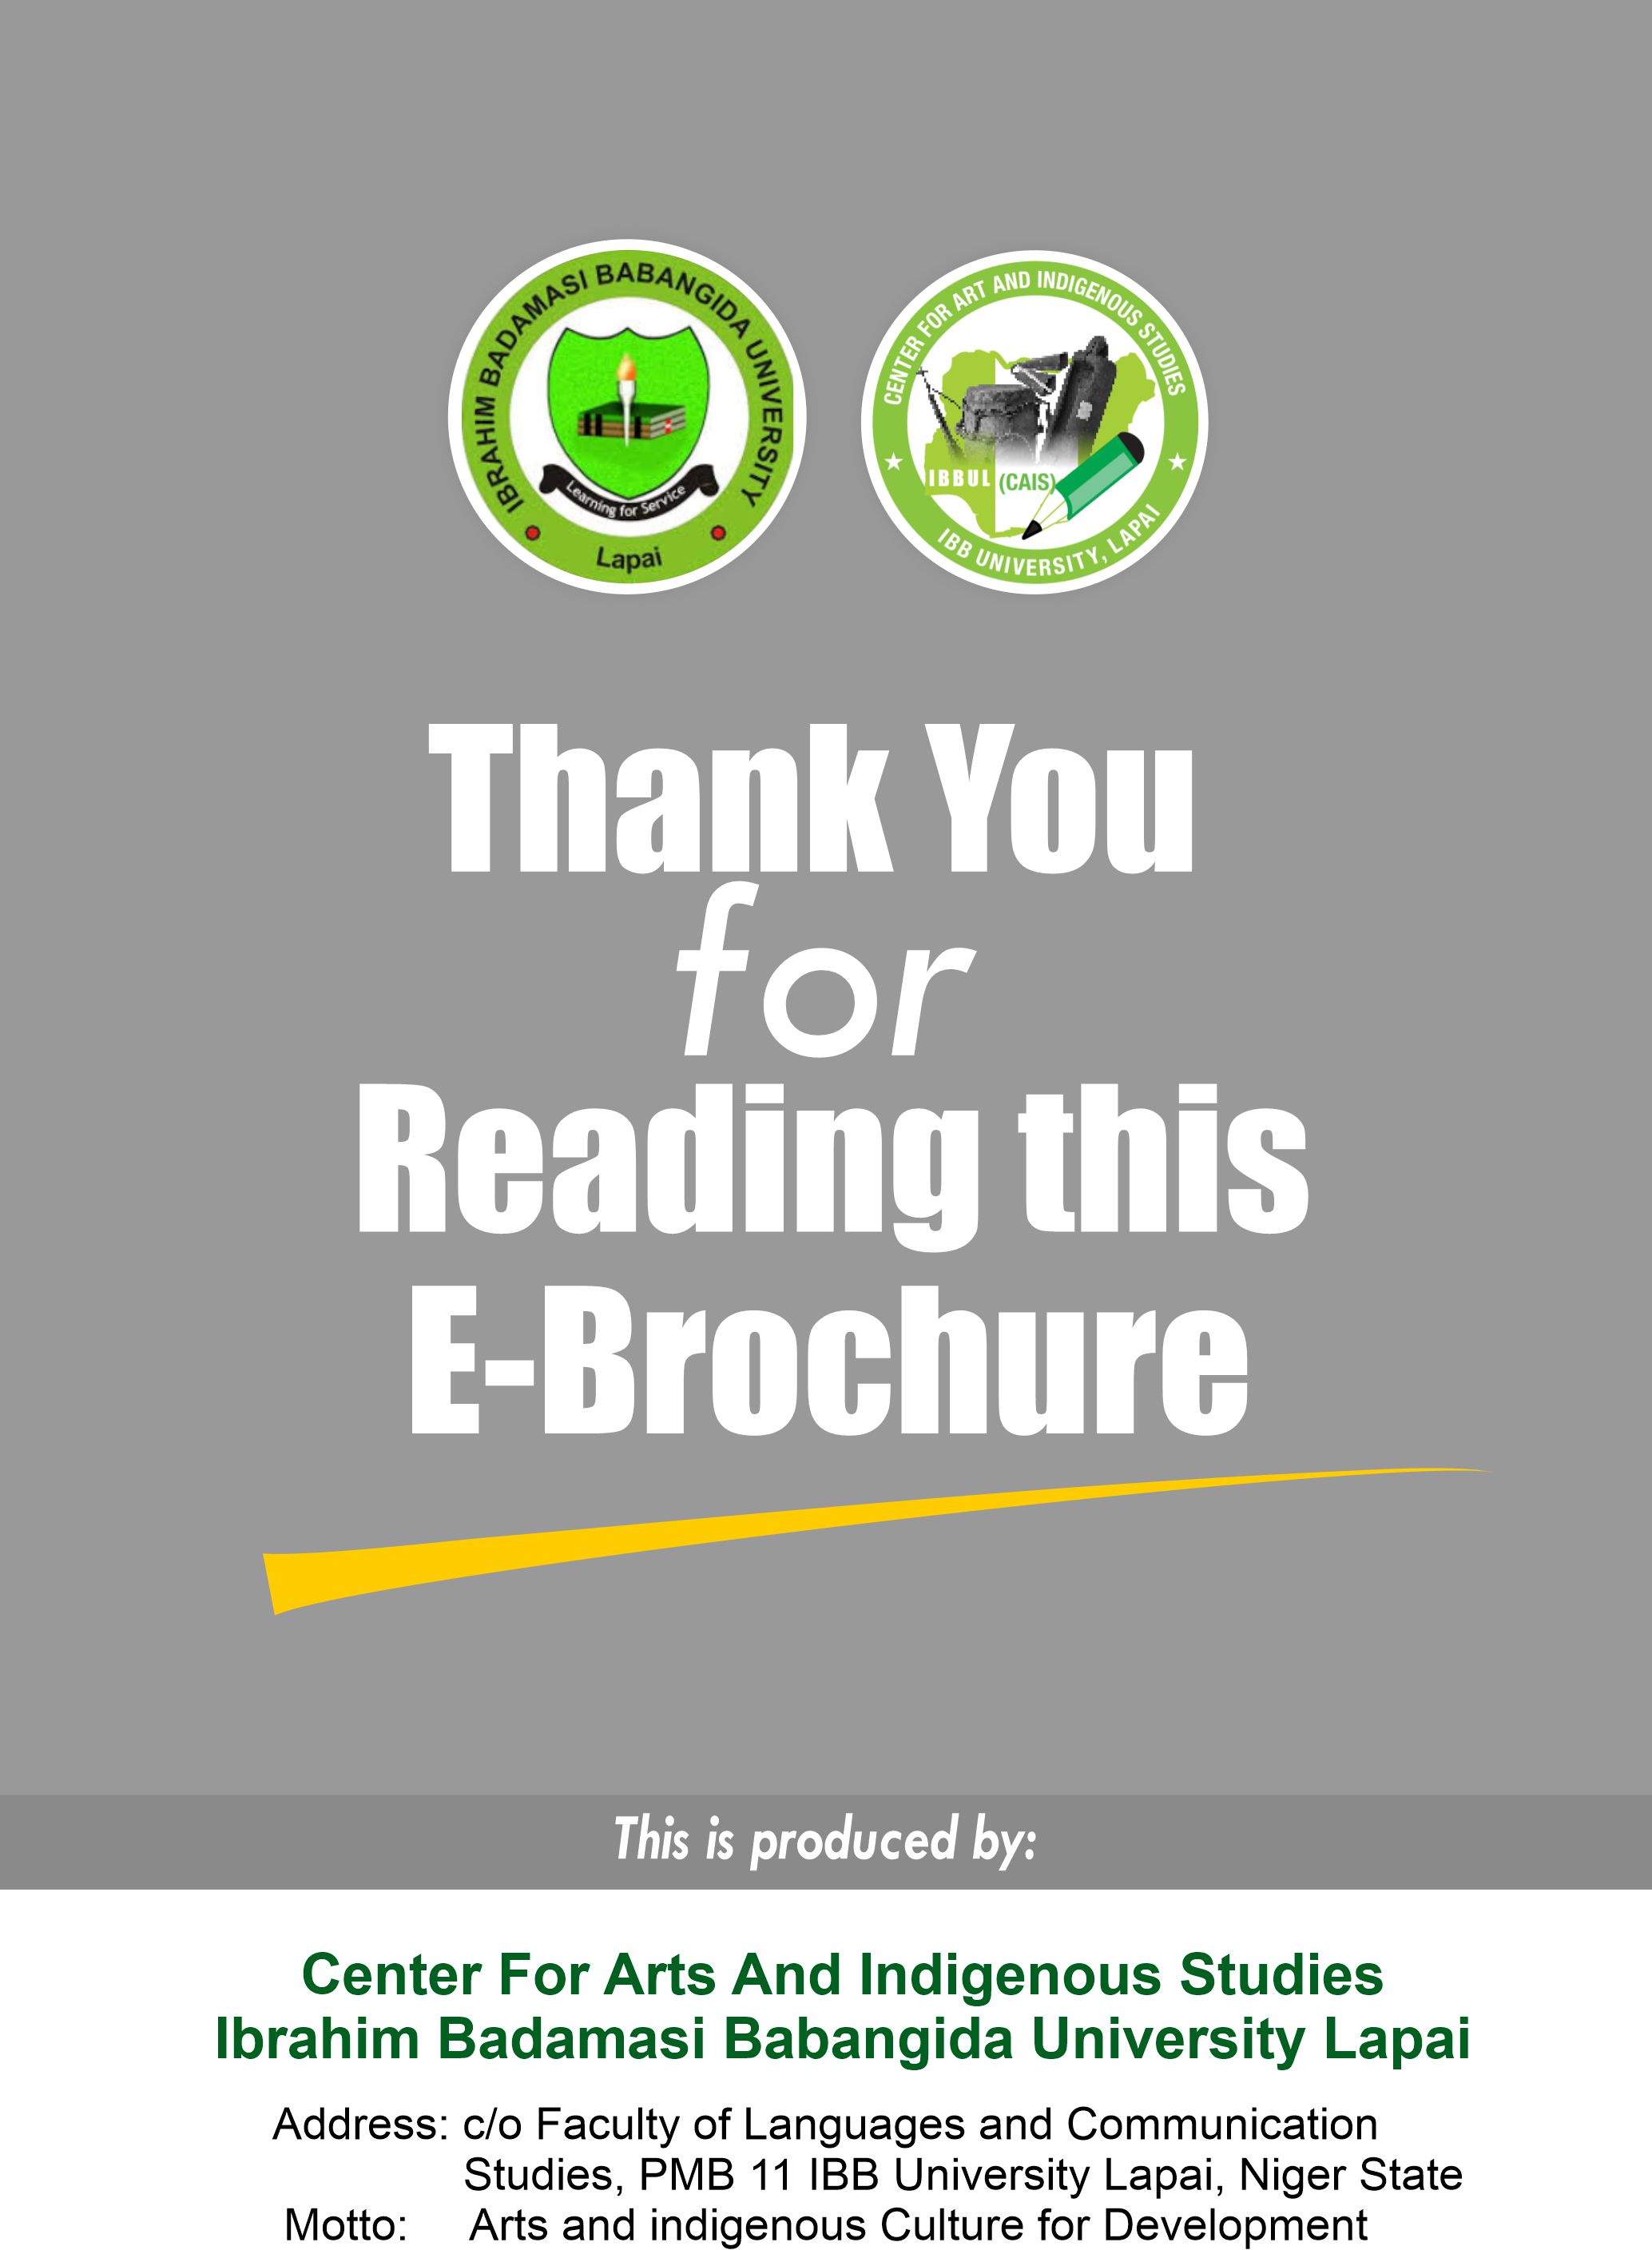 IBRAHIM BADAMASI BABANGIDA UNIVERSITY
Learning for Service
Lapai
CENTER FOR ART AND INDIGENOUS STUDIES
IBBUL (CAIS)
IBB UNIVERSITY, LAPAI
Thank You
for
Reading this
E-Brochure
This is produced by:
Center For Arts And Indigenous Studies
Ibrahim Badamasi Babangida University Lapai
Address: c/o Faculty of Languages and Communication
Studies, PMB 11 IBB University Lapai, Niger State
Motto: Arts and indigenous Culture for Development